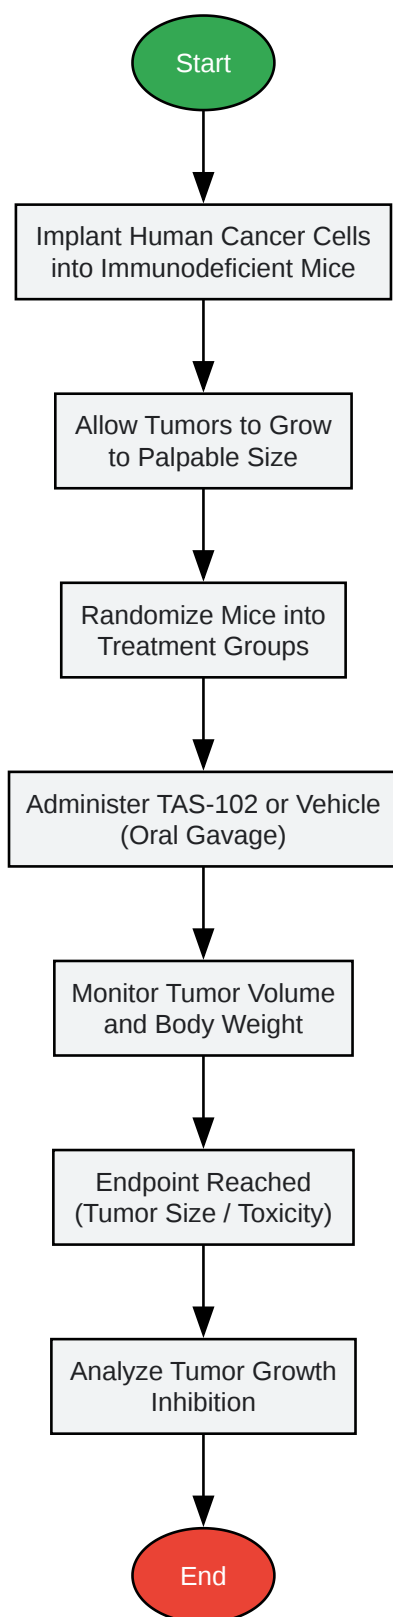 Start
Implant Human Cancer Cells
into Immunodeficient Mice
Allow Tumors to Grow
to Palpable Size
Randomize Mice into
Treatment Groups
Administer TAS-102 or Vehicle
(Oral Gavage)
Monitor Tumor Volume
and Body Weight
Endpoint Reached
(Tumor Size / Toxicity)
Analyze Tumor Growth
Inhibition
End